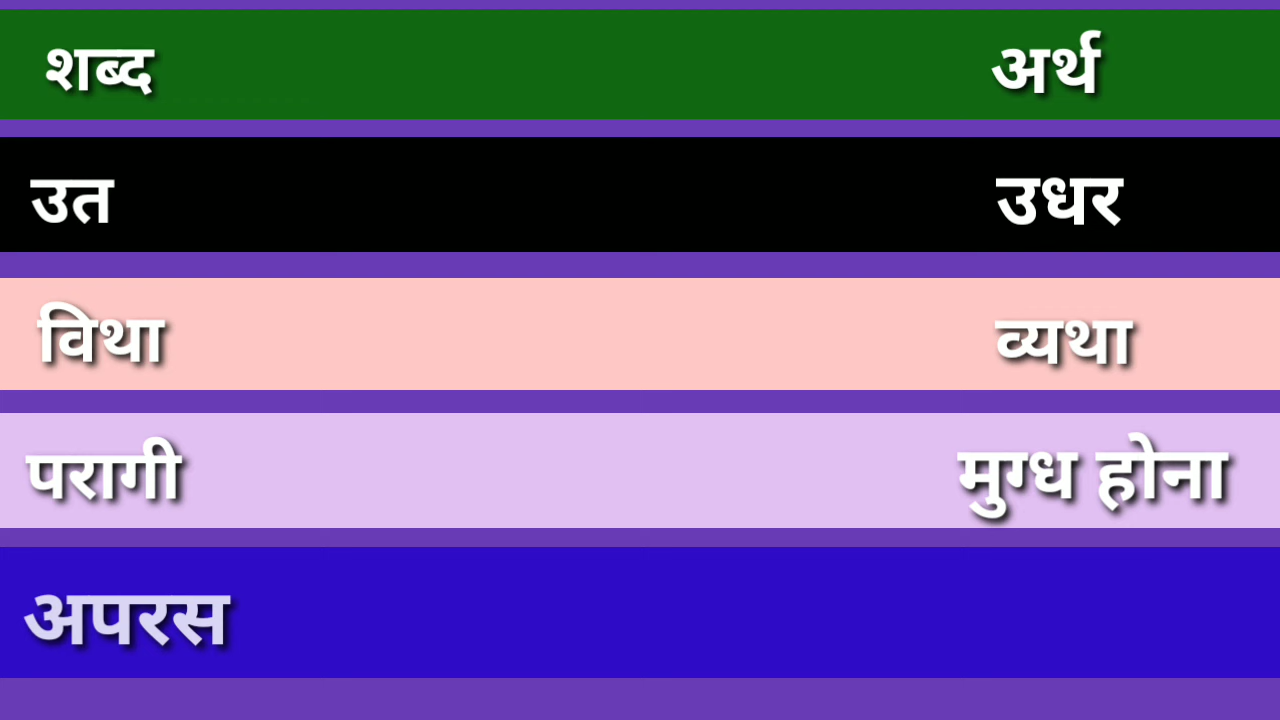 शब्द अर्थ
उत उधर
विथा व्यथा
परागी मुग्ध होना
अपरस